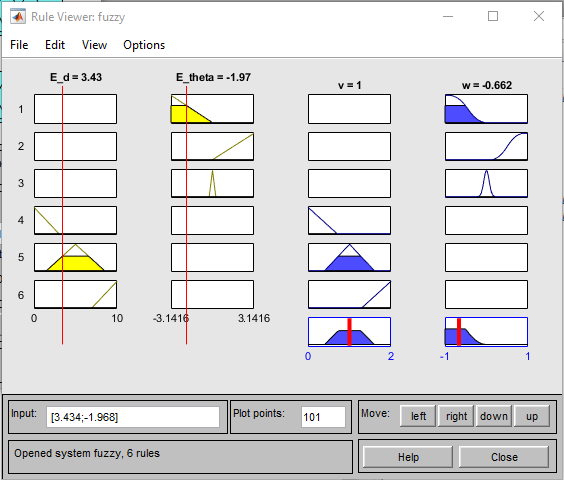 Rule Viewer: fuzzy
File Edit View Options
E_d = 3.43 E_theta = -1.97 v = 1 w = -0.662
1
2
3
4
5
6
0 10 -3.1416 3.1416
0 2 -1 1
Input: [3.434;-1.968] Plot points: 101 Move: left right down up
Opened system fuzzy, 6 rules Help Close